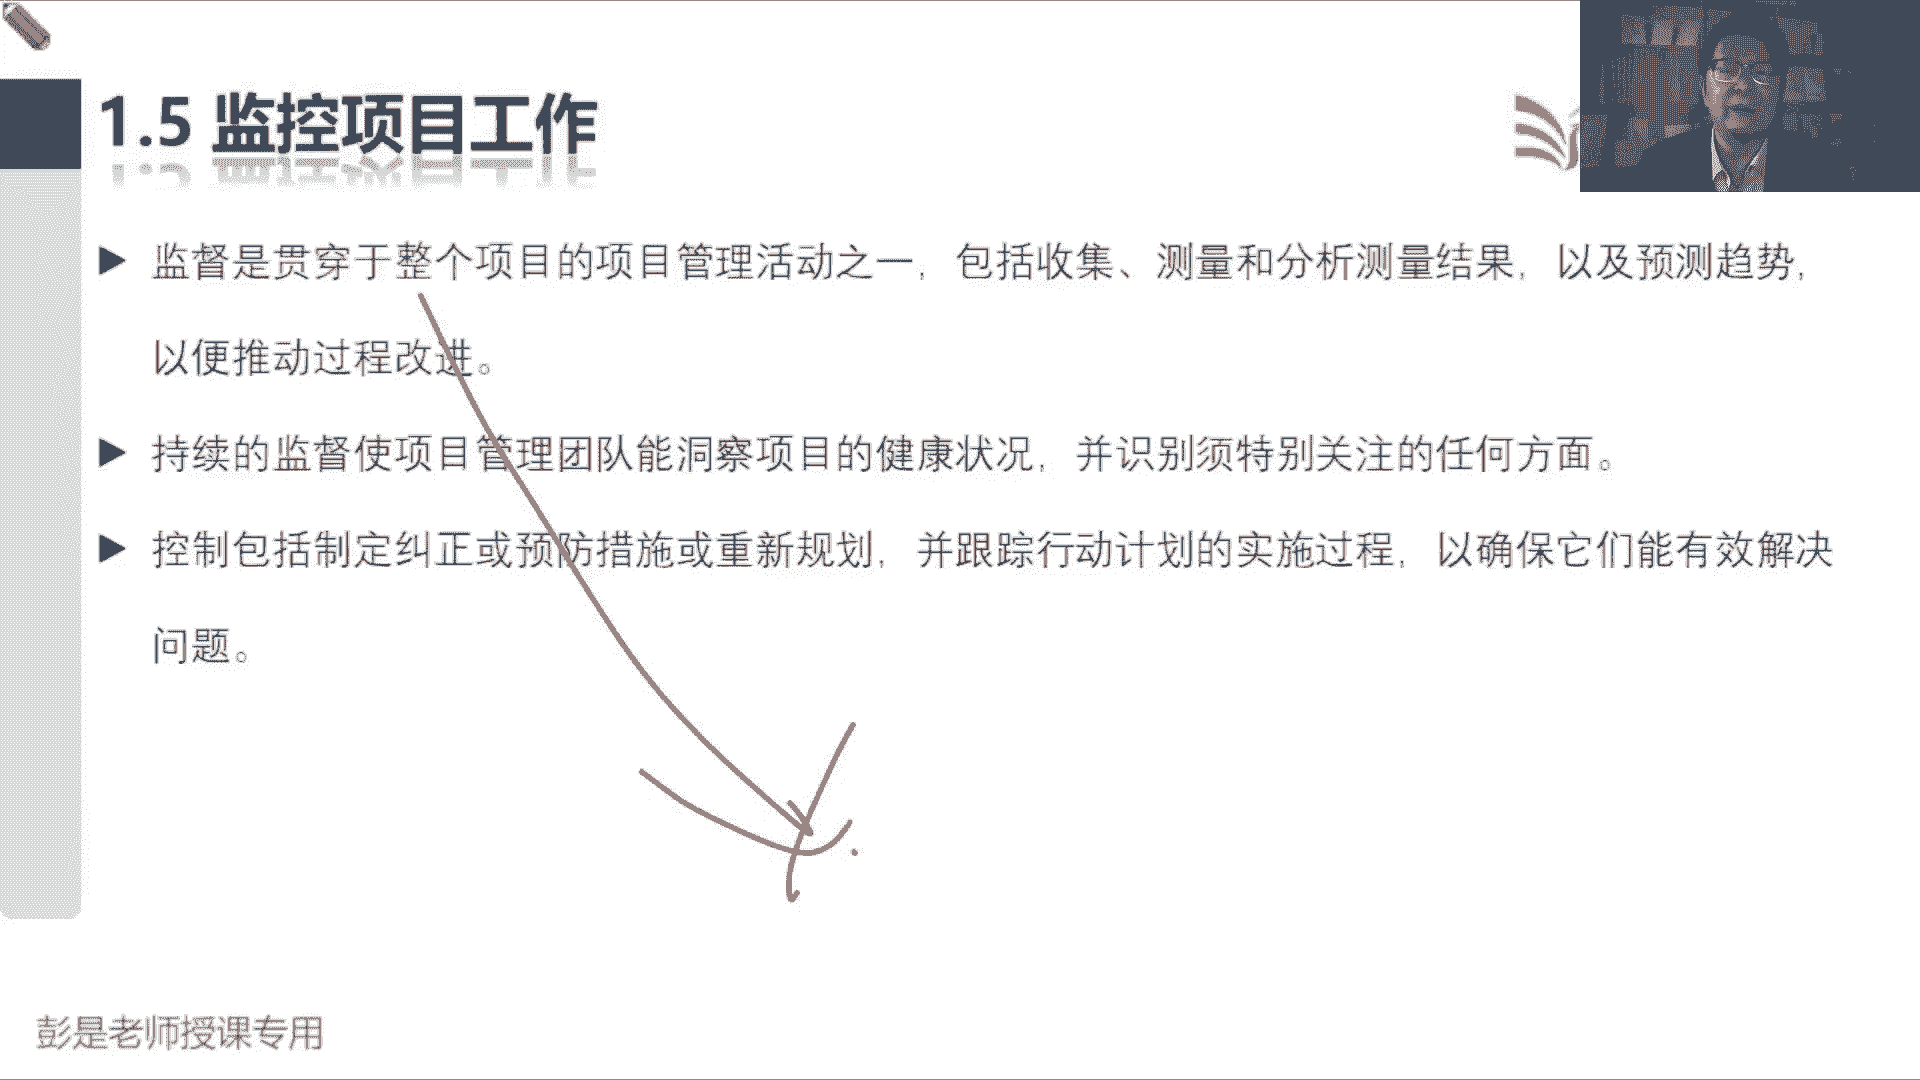 1.5 监控项目工作
监督是贯穿于整个项目的项目管理活动之一，包括收集、测量和分析测量结果，以及预测趋势，
以便推动过程改进。
持续的监督使项目管理团队能洞察项目的健康状况，并识别须特别关注的任何方面。
控制包括制定纠正或预防措施或重新规划，并跟踪行动计划的实施过程，以确保它们能有效解决
问题。
彭是老师授课专用